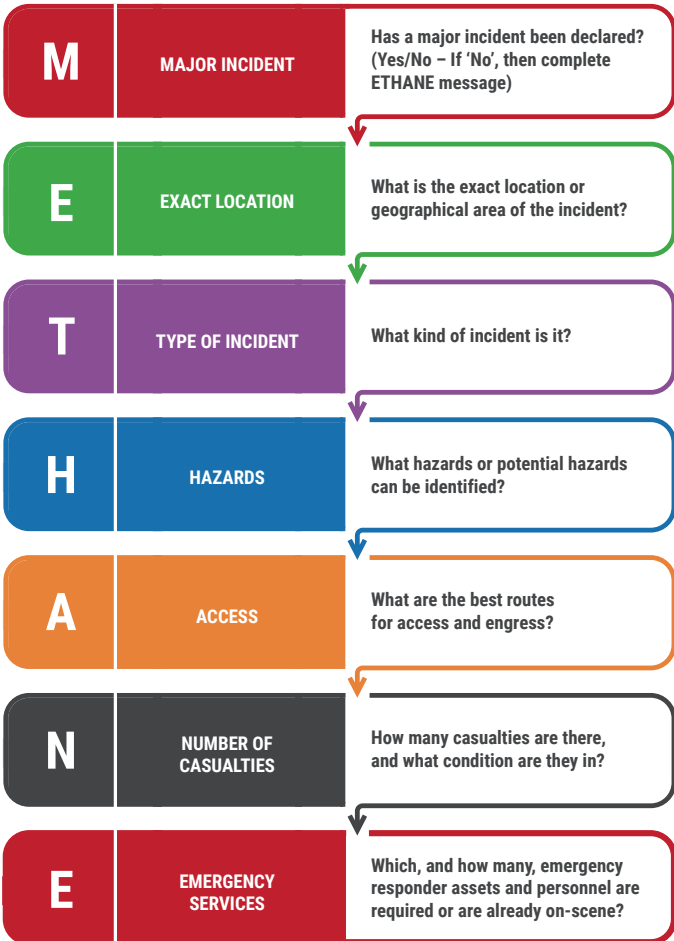 M
MAJOR INCIDENT
Has a major incident been declared?
(Yes/No – If ‘No’, then complete
ETHANE message)
E
EXACT LOCATION
What is the exact location or
geographical area of the incident?
T
TYPE OF INCIDENT
What kind of incident is it?
H
HAZARDS
What hazards or potential hazards
can be identified?
A
ACCESS
What are the best routes
for access and engress?
N
NUMBER OF
CASUALTIES
How many casualties are there,
and what condition are they in?
E
EMERGENCY
SERVICES
Which, and how many, emergency
responder assets and personnel are
required or are already on-scene?